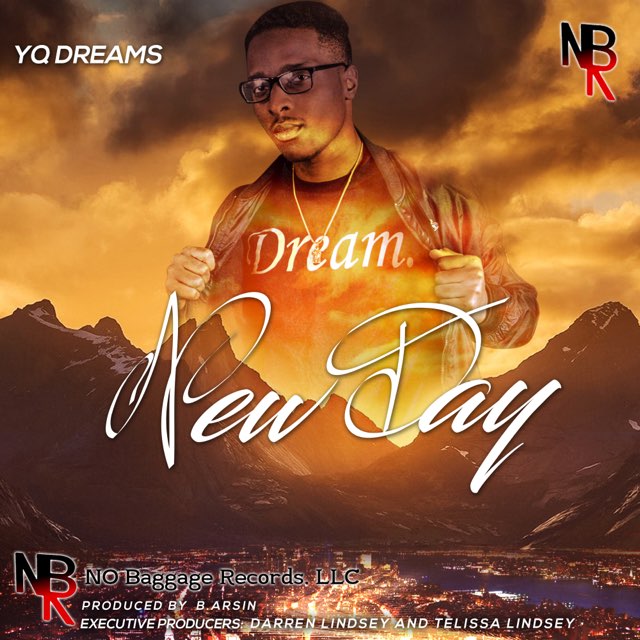 YQ DREAMS
NBR
Dream.
New Day
NBR
NO Baggage Records, LLC
PRODUCED BY B.ARSIN
EXECUTIVE PRODUCERS: DARREN LINDSEY AND TELISSA LINDSEY